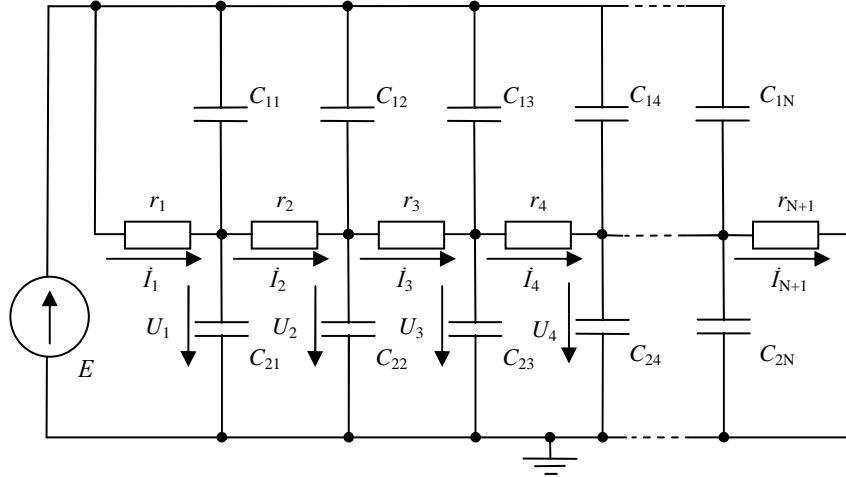 C11 C12 C13 C14 C1N
r1 r2 r3 r4 rN+1
İ1 İ2 İ3 İ4 İN+1
U1 U2 U3 U4
E C21 C22 C23 C24 C2N